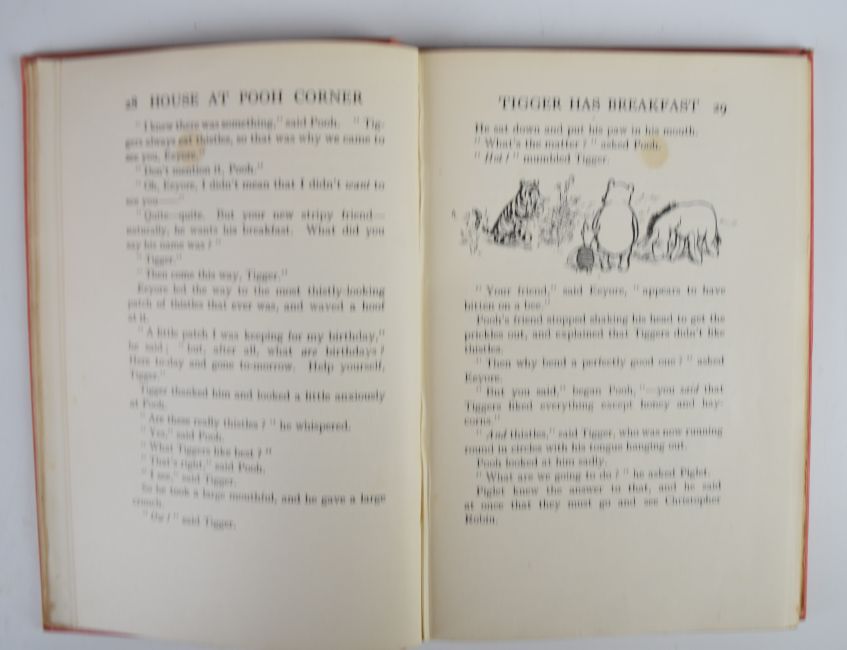 28 HOUSE AT POOH CORNER
“ I knew there was something,” said Pooh. “ Tig-
gers always eat thistles, so that was why we came to
see you, Eeyore.”
“ Don't mention it, Pooh.”
“ Oh, Eeyore, I didn't mean that I didn't want to
see you——”
“ Quite—quite. But your new stripy friend—
naturally, he wants his breakfast. What did you
say his name was ? ”
“ Tigger.”
“ Then come this way, Tigger.”
Eeyore led the way to the most thistly-looking
patch of thistles that ever was, and waved a hoof
at it.
“ A little patch I was keeping for my birthday,”
he said ; “ but, after all, what are birthdays ?
Here to-day and gone to-morrow. Help yourself,
Tigger.”
Tigger thanked him and looked a little anxiously
at Pooh.
“ Are these really thistles ? ” he whispered.
“ Yes,” said Pooh.
“ What Tiggers like best ? ”
“ That's right,” said Pooh.
“ I see,” said Tigger.
So he took a large mouthful, and he gave a large
crunch.
“ Ow ! ” said Tigger.
TIGGER HAS BREAKFAST 29
He sat down and put his paw in his mouth.
“ What's the matter ? ” asked Pooh.
“ Hot ! ” mumbled Tigger.
“ Your friend,” said Eeyore, “ appears to have
bitten on a bee.”
Pooh's friend stopped shaking his head to get the
prickles out, and explained that Tiggers didn't like
thistles.
“ Then why bend a perfectly good one ? ” asked
Eeyore.
“ But you said,” began Pooh, “—you said that
Tiggers liked everything except honey and hay-
corns.”
“ And thistles,” said Tigger, who was now running
round in circles with his tongue hanging out.
Pooh looked at him sadly.
“ What are we going to do ? ” he asked Piglet.
Piglet knew the answer to that, and he said
at once that they must go and see Christopher
Robin.